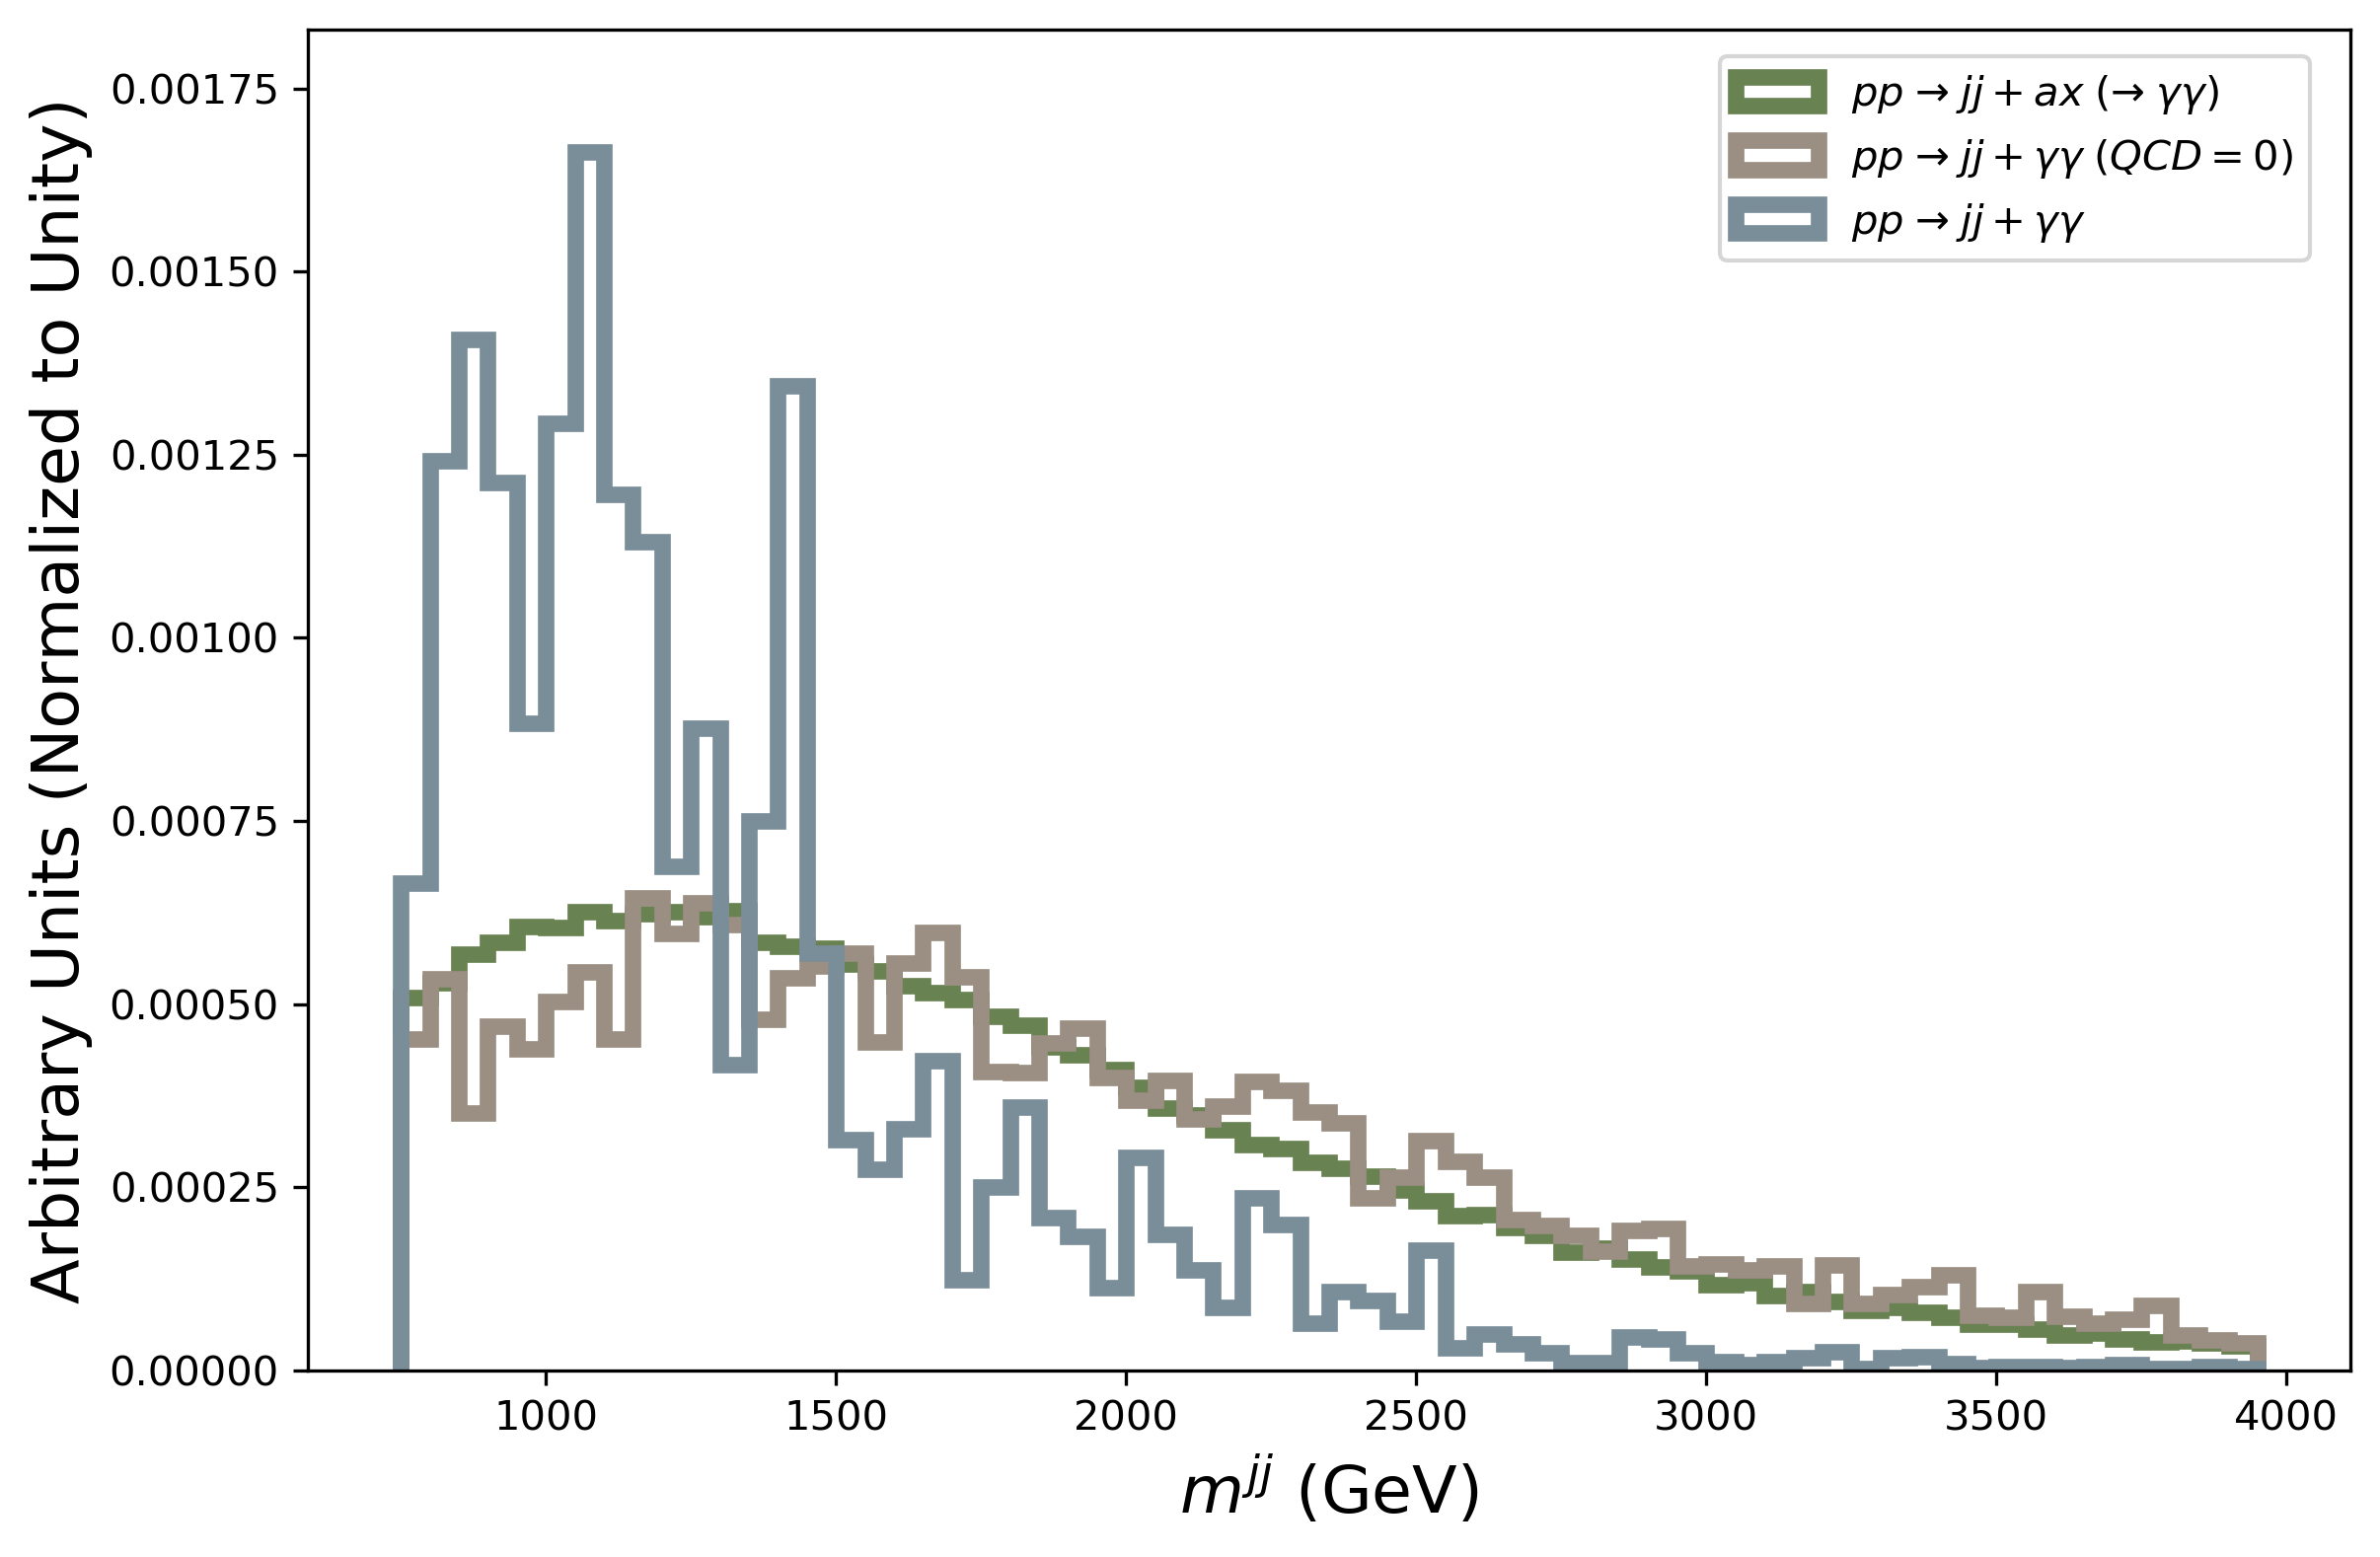 Arbitrary Units (Normalized to Unity)
0.00175
0.00150
0.00125
0.00100
0.00075
0.00050
0.00025
0.00000
pp → jj + ax (→ γγ)
pp → jj + γγ (QCD = 0)
pp → jj + γγ
1000 1500 2000 2500 3000 3500 4000
m^{jj} (GeV)